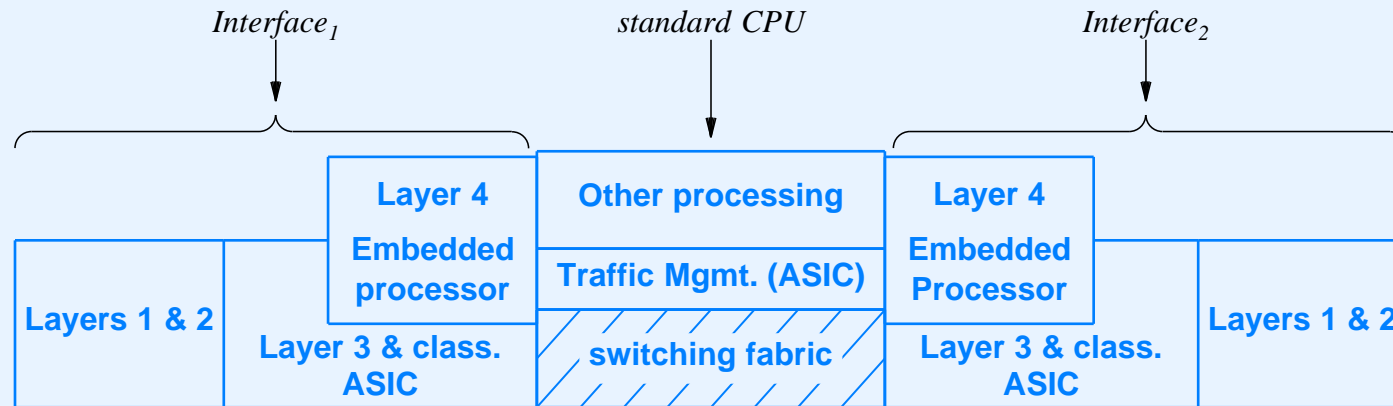 Interface1
standard CPU
Interface2
Layer 4
Embedded
processor
Other processing
Traffic Mgmt. (ASIC)
switching fabric
Layer 4
Embedded
Processor
Layers 1 & 2
Layer 3 & class.
ASIC
Layer 3 & class.
ASIC
Layers 1 & 2